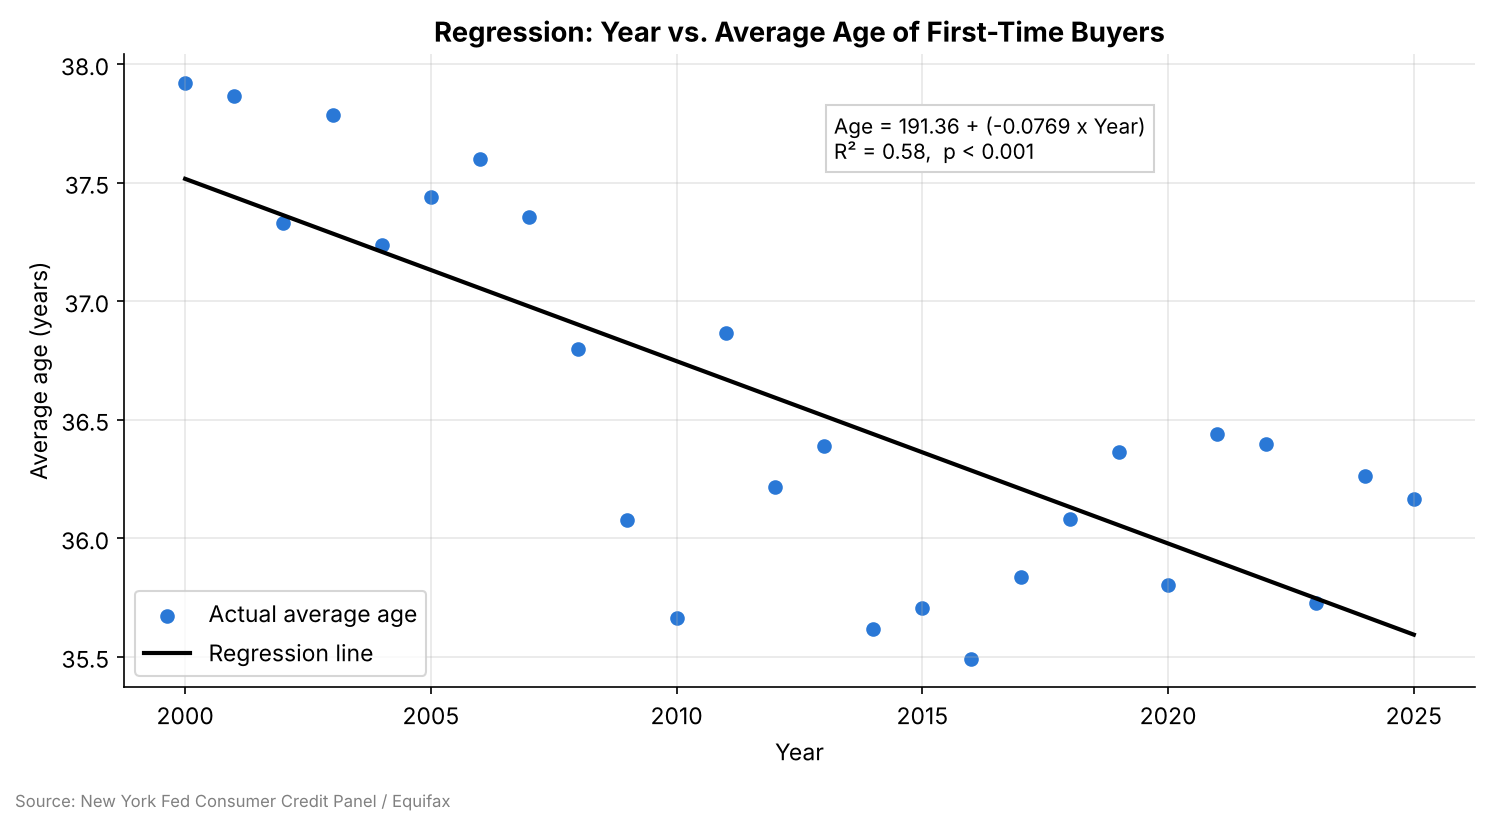 Regression: Year vs. Average Age of First-Time Buyers
38.0
37.5
37.0
36.5
36.0
35.5
Average age (years)
Age = 191.36 + (-0.0769 x Year)
R² = 0.58, p < 0.001
Actual average age
Regression line
2000 2005 2010 2015 2020 2025
Year
Source: New York Fed Consumer Credit Panel / Equifax